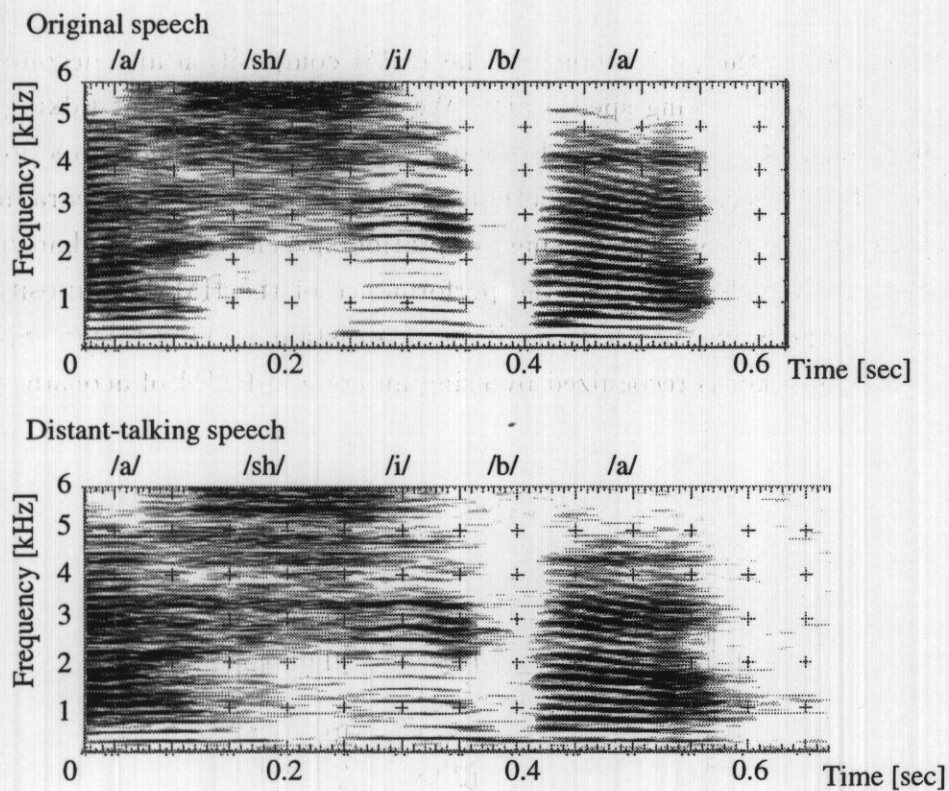 Original speech
/a/ /sh/ /i/ /b/ /a/
6
5
4
3
2
1
Frequency [kHz]
0 0.2 0.4 0.6 Time [sec]
Distant-talking speech
/a/ /sh/ /i/ /b/ /a/
6
5
4
3
2
1
Frequency [kHz]
0 0.2 0.4 0.6 Time [sec]